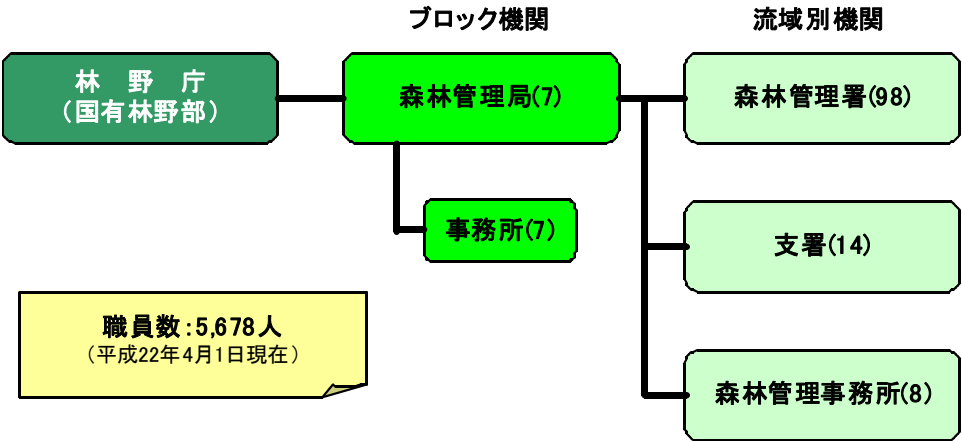 ブロック機関
流域別機関
林　野　庁
（国有林野部）
森林管理局(7)
森林管理署(98)
事務所(7)
支署(14)
職員数：5,678人
（平成22年4月1日現在）
森林管理事務所(8)